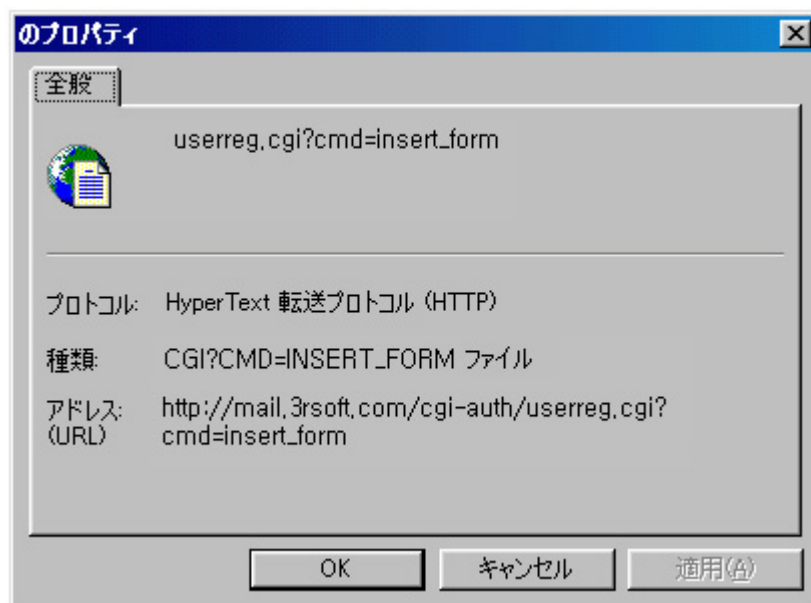 のプロパティ
全般
userreg.cgi?cmd=insert_form
プロトコル: HyperText 転送プロトコル (HTTP)
種類: CGI?CMD=INSERT_FORM ファイル
アドレス: http://mail.3rsoft.com/cgi-auth/userreg.cgi?
(URL) cmd=insert_form
OK キャンセル 適用(A)